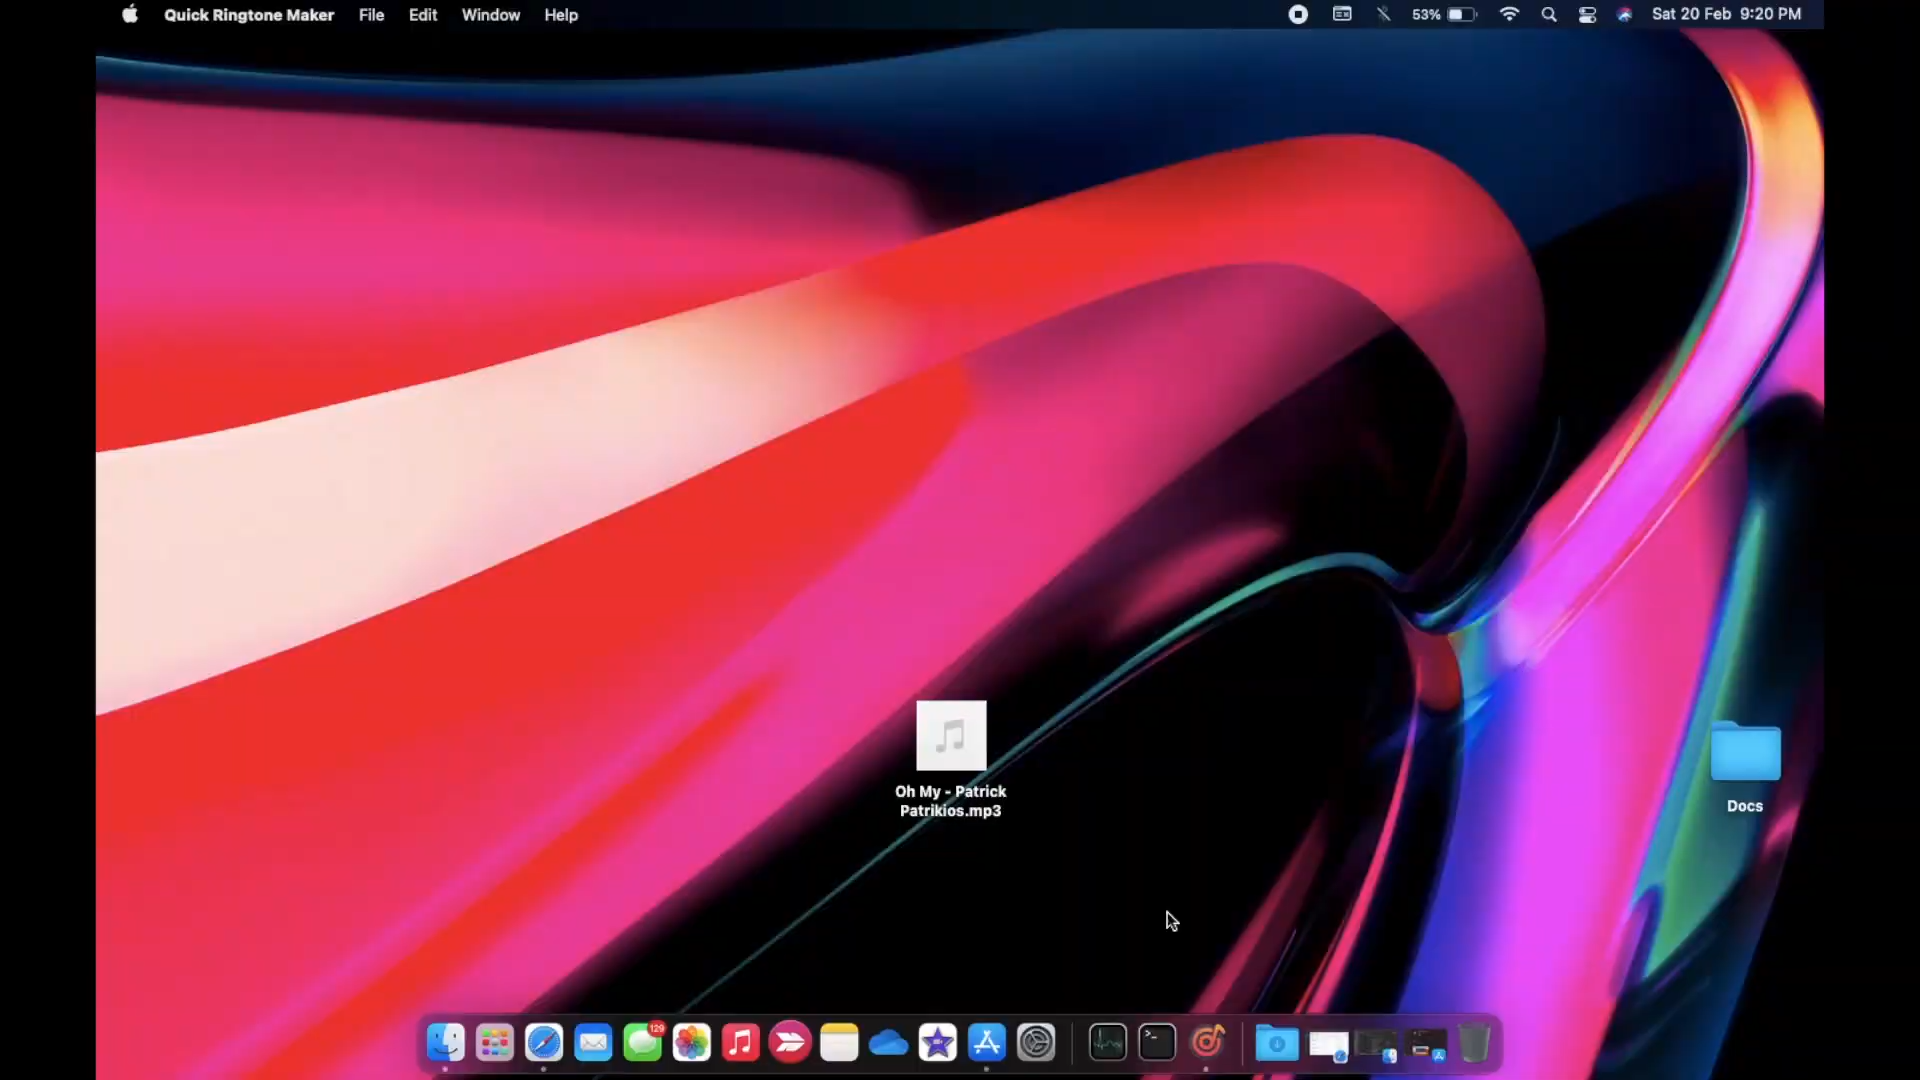 Quick Ringtone Maker File Edit Window Help 53% Sat 20 Feb 9:20 PM
Oh My - Patrick
Patrikios.mp3
Docs
129